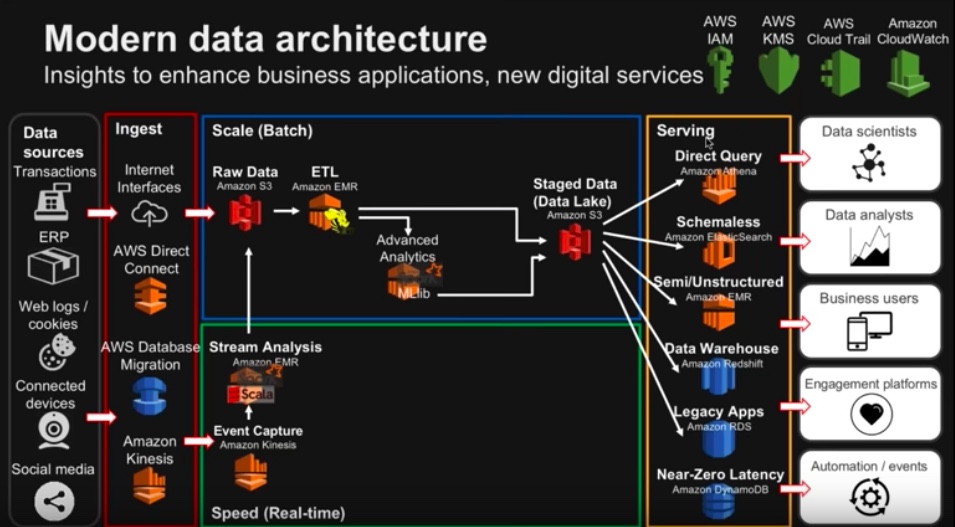 Modern data architecture
Insights to enhance business applications, new digital services
AWS
IAM
AWS
KMS
AWS
Cloud Trail
Amazon
CloudWatch
Data
sources
Transactions
ERP
Web logs /
cookies
Connected
devices
Social media
Ingest
Internet
Interfaces
AWS Direct
Connect
AWS Database
Migration
Amazon
Kinesis
Scale (Batch)
Raw Data
Amazon S3
ETL
Amazon EMR
Advanced
Analytics
MLlib
Staged Data
(Data Lake)
Amazon S3
Stream Analysis
Amazon EMR
Scala
Event Capture
Amazon Kinesis
Speed (Real-time)
Serving
Direct Query
Amazon Athena
Schemaless
Amazon ElasticSearch
Semi/Unstructured
Amazon EMR
Data Warehouse
Amazon Redshift
Legacy Apps
Amazon RDS
Near-Zero Latency
Amazon DynamoDB
Data scientists
Data analysts
Business users
Engagement platforms
Automation / events